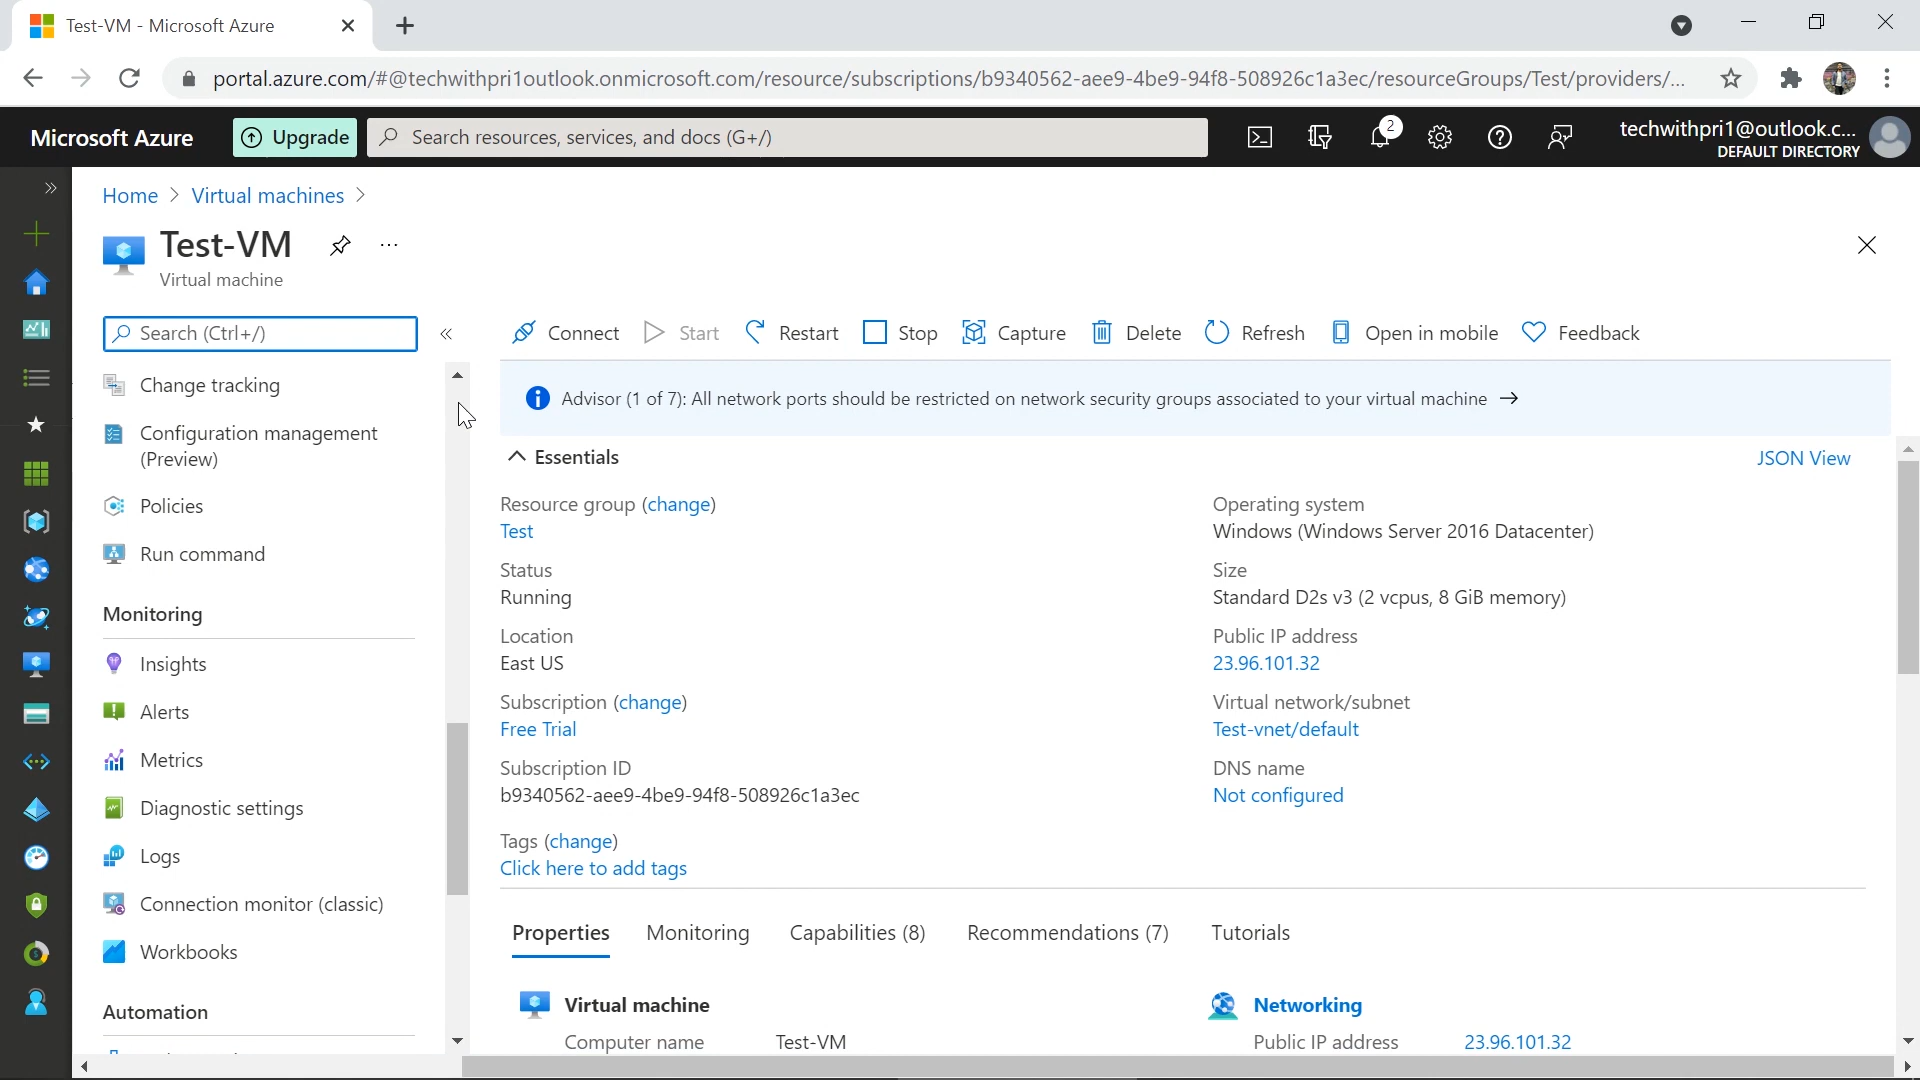 Test-VM - Microsoft Azure
portal.azure.com/#@techwithpri1outlook.onmicrosoft.com/resource/subscriptions/b9340562-aee9-4be9-94f8-508926c1a3ec/resourceGroups/Test/providers/...
Microsoft Azure
Upgrade
Search resources, services, and docs (G+/)
2
techwithpri1@outlook.c...
DEFAULT DIRECTORY
Home > Virtual machines >
Test-VM
...
Virtual machine
Search (Ctrl+/)
Connect
Start
Restart
Stop
Capture
Delete
Refresh
Open in mobile
Feedback
Change tracking
Configuration management
(Preview)
Policies
Run command
Monitoring
Insights
Alerts
Metrics
Diagnostic settings
Logs
Connection monitor (classic)
Workbooks
Automation
Advisor (1 of 7): All network ports should be restricted on network security groups associated to your virtual machine →
Essentials
JSON View
Resource group (change)
Test
Status
Running
Location
East US
Subscription (change)
Free Trial
Subscription ID
b9340562-aee9-4be9-94f8-508926c1a3ec
Tags (change)
Click here to add tags
Operating system
Windows (Windows Server 2016 Datacenter)
Size
Standard D2s v3 (2 vcpus, 8 GiB memory)
Public IP address
23.96.101.32
Virtual network/subnet
Test-vnet/default
DNS name
Not configured
Properties
Monitoring
Capabilities (8)
Recommendations (7)
Tutorials
Virtual machine
Computer name Test-VM
Networking
Public IP address 23.96.101.32